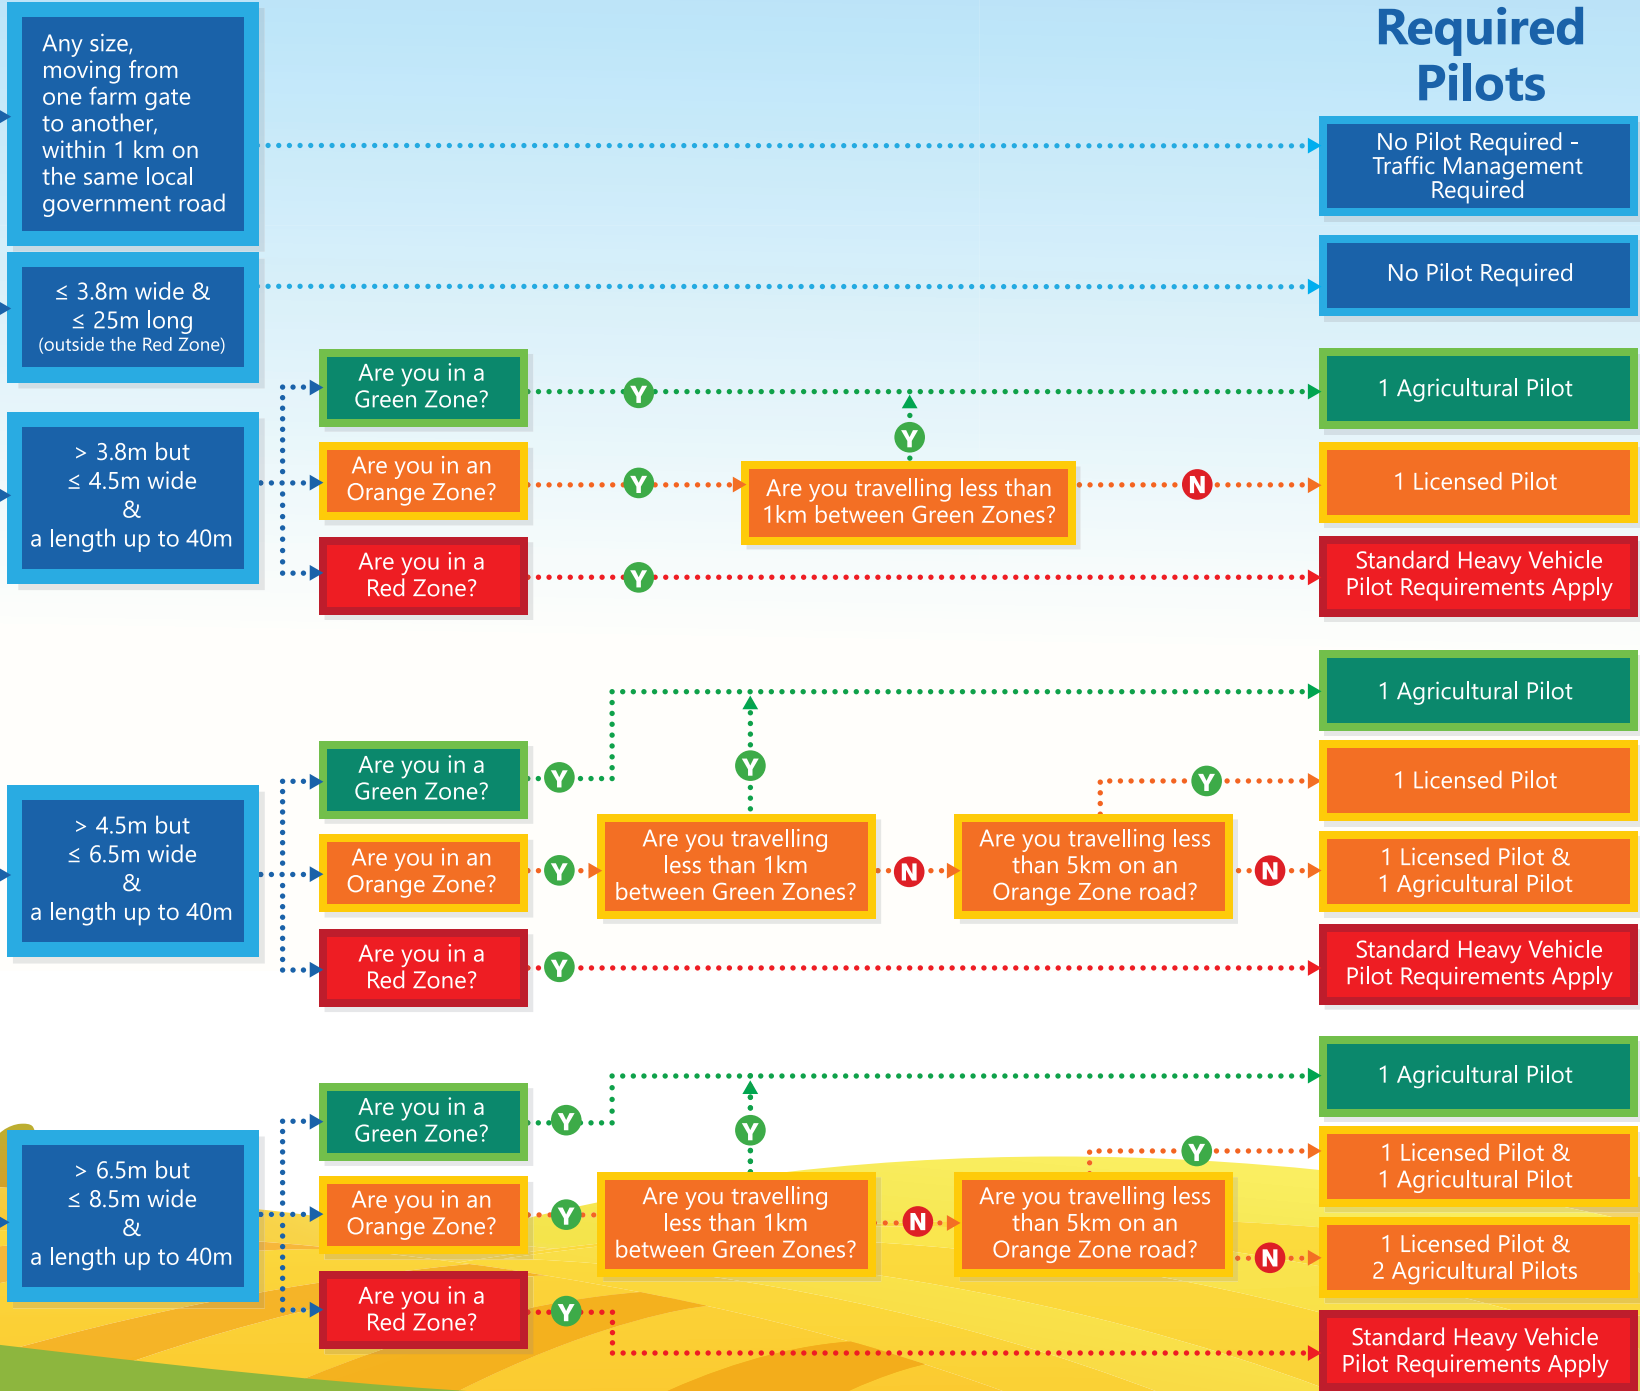 Required
Pilots
Any size,
moving from
one farm gate
to another,
within 1 km on
the same local
government road
No Pilot Required -
Traffic Management
Required
≤ 3.8m wide &
≤ 25m long
(outside the Red Zone)
No Pilot Required
> 3.8m but
≤ 4.5m wide
&
a length up to 40m
Are you in a
Green Zone?
Y
1 Agricultural Pilot
Are you in an
Orange Zone?
Y
Are you travelling less than
1km between Green Zones?
Y
N
1 Licensed Pilot
Are you in a
Red Zone?
Y
Standard Heavy Vehicle
Pilot Requirements Apply
> 4.5m but
≤ 6.5m wide
&
a length up to 40m
Are you in a
Green Zone?
Y
1 Agricultural Pilot
Are you in an
Orange Zone?
Y
Are you travelling
less than 1km
between Green Zones?
Y
N
Are you travelling less
than 5km on an
Orange Zone road?
Y
1 Licensed Pilot
N
1 Licensed Pilot &
1 Agricultural Pilot
Are you in a
Red Zone?
Y
Standard Heavy Vehicle
Pilot Requirements Apply
> 6.5m but
≤ 8.5m wide
&
a length up to 40m
Are you in a
Green Zone?
Y
1 Agricultural Pilot
Are you in an
Orange Zone?
Y
Are you travelling
less than 1km
between Green Zones?
Y
N
Are you travelling less
than 5km on an
Orange Zone road?
Y
1 Licensed Pilot &
1 Agricultural Pilot
N
1 Licensed Pilot &
2 Agricultural Pilots
Are you in a
Red Zone?
Y
Standard Heavy Vehicle
Pilot Requirements Apply